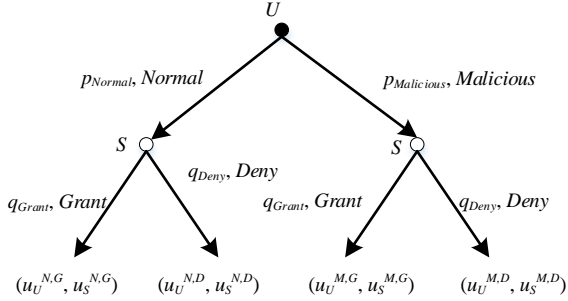 U
p_Normal, Normal
p_Malicious, Malicious
S
S
q_Grant, Grant
q_Deny, Deny
q_Grant, Grant
q_Deny, Deny
(u_U^N,G, u_S^N,G)
(u_U^N,D, u_S^N,D)
(u_U^M,G, u_S^M,G)
(u_U^M,D, u_S^M,D)